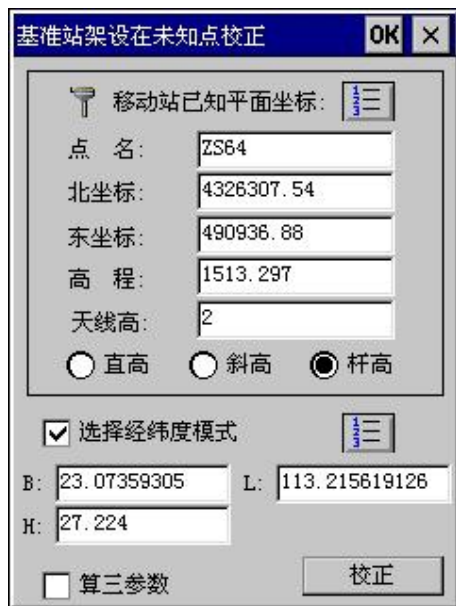 基准站架设在未知点校正 OK ×
移动站已知平面坐标:
点 名: ZS64
北坐标: 4326307.54
东坐标: 490936.88
高 程: 1513.297
天线高: 2
直高 斜高 杆高
选择经纬度模式
B: 23.07359305 L: 113.215619126
H: 27.224
算三参数 校正